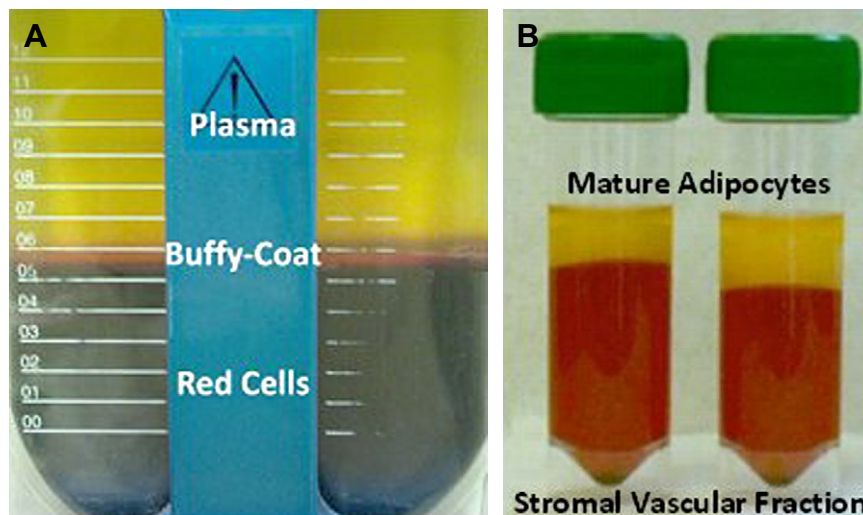 A
12
11
10
Plasma
09
08
07
06
Buffy-Coat
05
04
03
02
Red Cells
01
00
B
Mature Adipocytes
Stromal Vascular Fraction